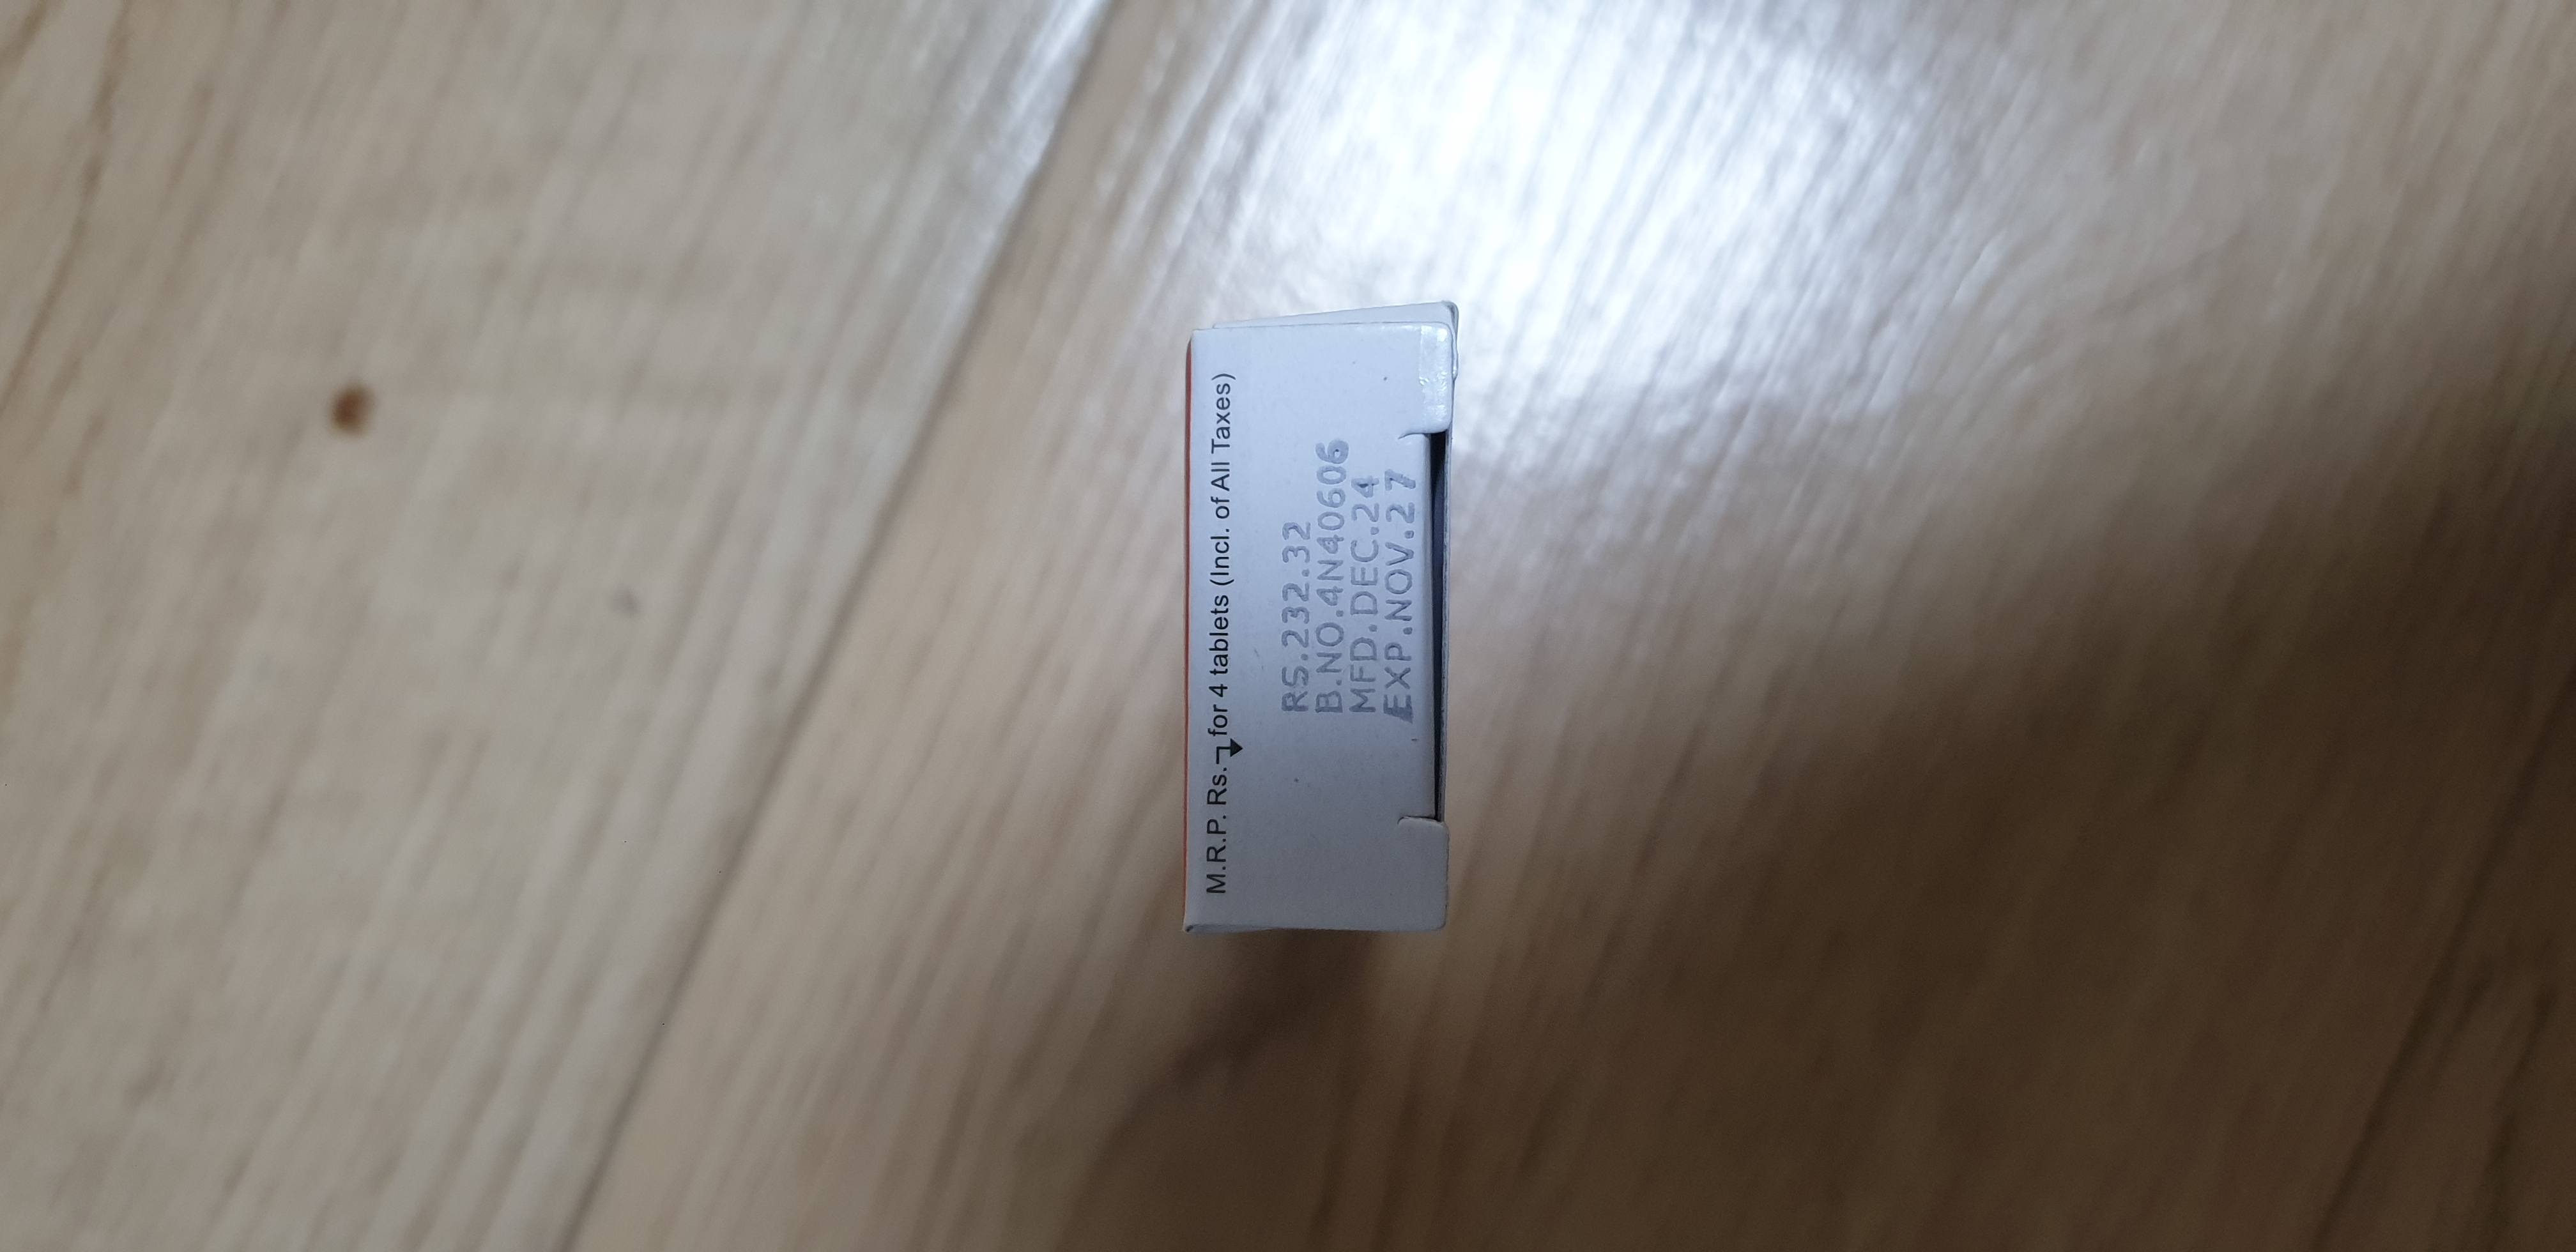 M.R.P. Rs. for 4 tablets (Incl. of All Taxes)
RS.232.32
B.NO.4N40606
MFD.DEC.24
EXP.NOV.27